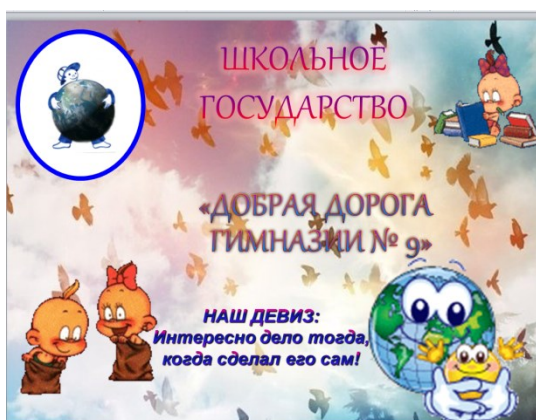 ШКОЛЬНОЕ
ГОСУДАРСТВО
«ДОБРАЯ ДОРОГА
ГИМНАЗИИ № 9»
НАШ ДЕВИЗ:
Интересно дело тогда,
когда сделал его сам!